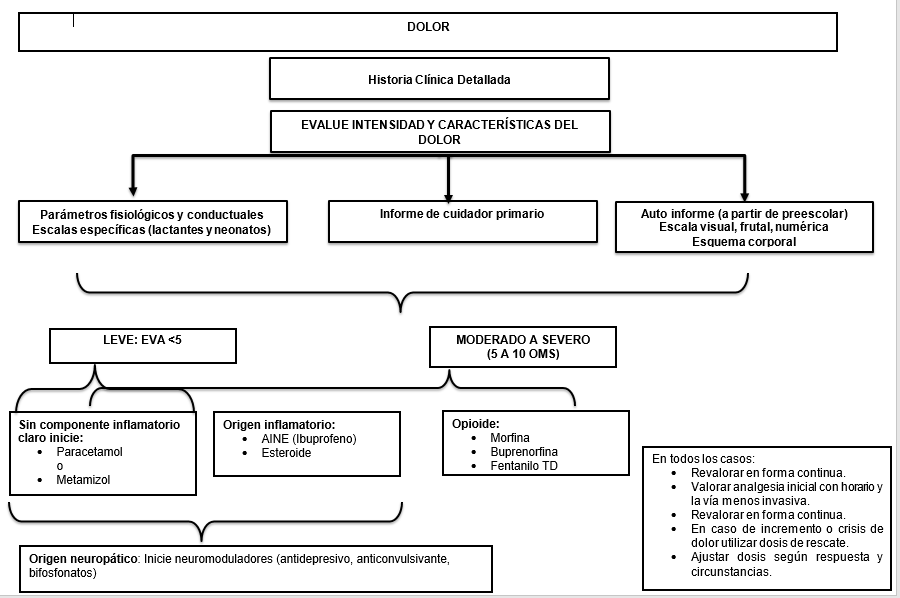 DOLOR
Historia Clínica Detallada
EVALUE INTENSIDAD Y CARACTERÍSTICAS DEL
DOLOR
Parámetros fisiológicos y conductuales
Escalas específicas (lactantes y neonatos)
Informe de cuidador primario
Auto informe (a partir de preescolar)
Escala visual, frutal, numérica
Esquema corporal
LEVE: EVA <5
MODERADO A SEVERO
(5 A 10 OMS)
Sin componente inflamatorio
claro inicie:
• Paracetamol
o
• Metamizol
Origen inflamatorio:
• AINE (Ibuprofeno)
• Esteroide
Opioide:
• Morfina
• Buprenorfina
• Fentanilo TD
En todos los casos:
• Revalorar en forma continua.
• Valorar analgesia inicial con horario y
la vía menos invasiva.
• Revalorar en forma continua.
• En caso de incremento o crisis de
dolor utilizar dosis de rescate.
• Ajustar dosis según respuesta y
circunstancias.
Origen neuropático: Inicie neuromoduladores (antidepresivo, anticonvulsivante,
bifosfonatos)